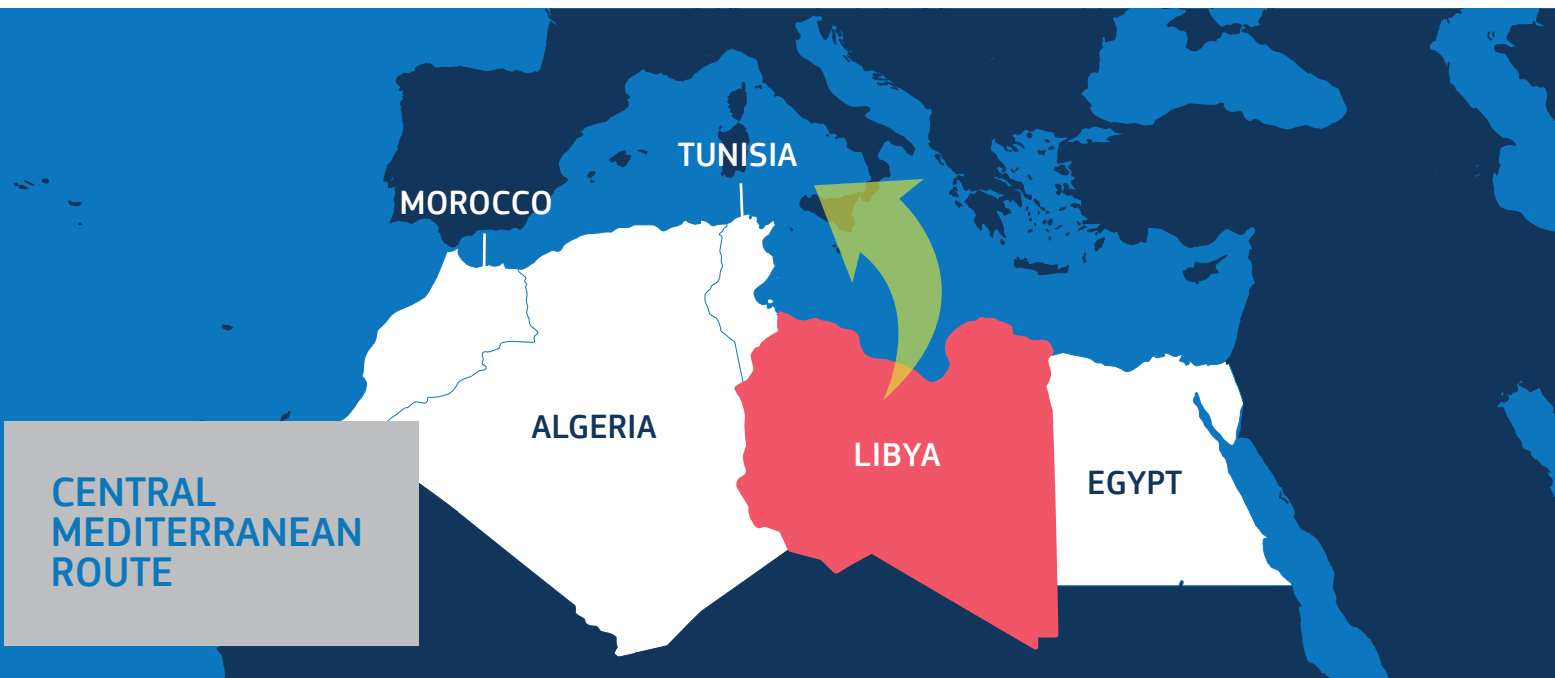 TUNISIA
MOROCCO
ALGERIA
LIBYA
EGYPT
CENTRAL
MEDITERRANEAN
ROUTE